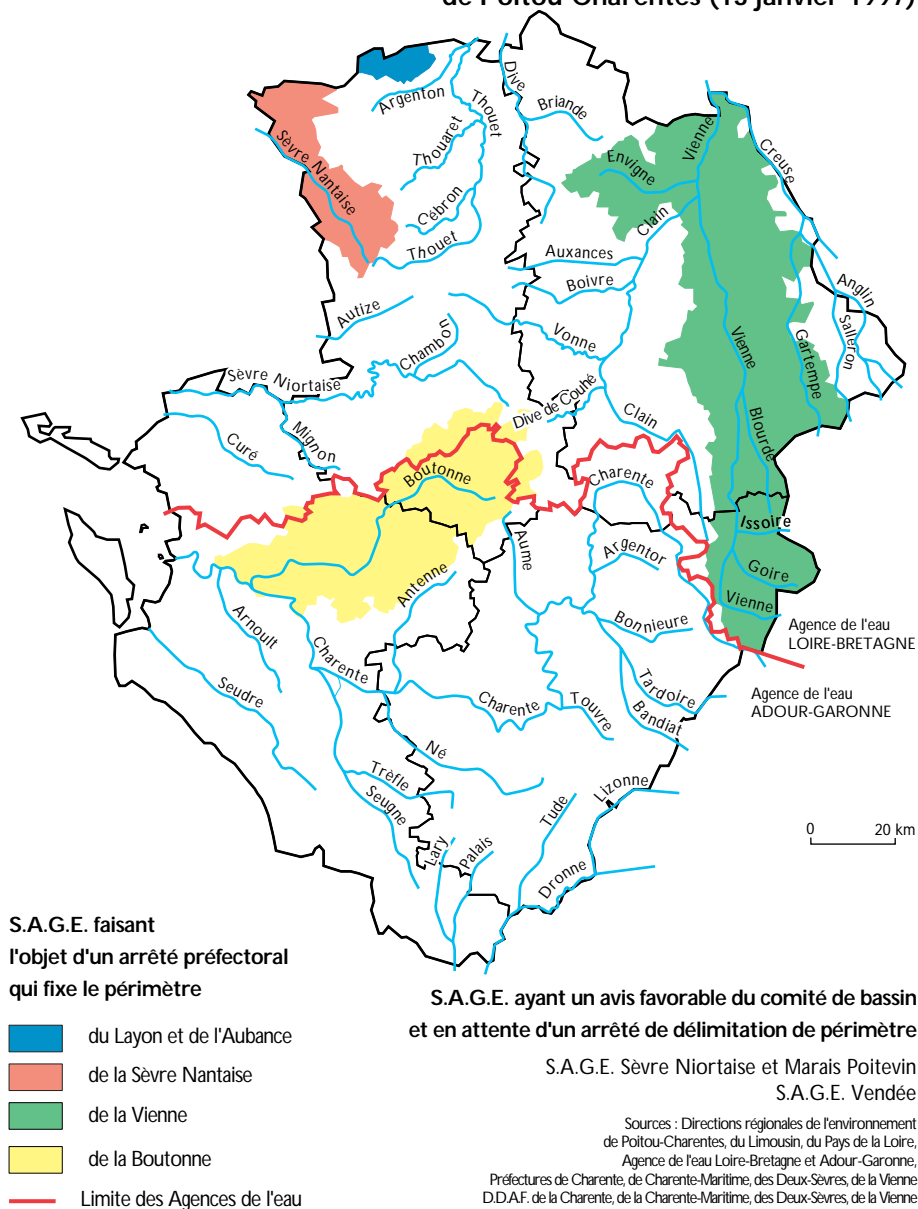 de Poitou-Charentes (15 janvier 1997)
Dive
Argenton
Thouet
Briande
Vienne
Creuse
Sèvre Nantaise
Thouaret
Envigne
Cébron
Clain
Thouet
Auxances
Boivre
Anglin
Autize
Chambon
Vonne
Vienne
Gartempe
Salleron
Sèvre Niortaise
Dive de Couhé
Clain
Blourde
Curé
Mignon
Boutonne
Charente
Issoire
Aume
Argentor
Goire
Antenne
Vienne
Arnoult
Bonnieure
Agence de l'eau
LOIRE-BRETAGNE
Charente
Seudre
Charente
Touvre
Tardoire
Bandiat
Agence de l'eau
ADOUR-GARONNE
Né
Trèfle
Seugne
Lizonne
Tude
Lary
Palais
Dronne
0 20 km
S.A.G.E. faisant
l'objet d'un arrêté préfectoral
qui fixe le périmètre
du Layon et de l'Aubance
de la Sèvre Nantaise
de la Vienne
de la Boutonne
Limite des Agences de l'eau
S.A.G.E. ayant un avis favorable du comité de bassin
et en attente d'un arrêté de délimitation de périmètre
S.A.G.E. Sèvre Niortaise et Marais Poitevin
S.A.G.E. Vendée
Sources : Directions régionales de l'environnement
de Poitou-Charentes, du Limousin, du Pays de la Loire,
Agence de l'eau Loire-Bretagne et Adour-Garonne,
Préfectures de Charente, de Charente-Maritime, des Deux-Sèvres, de la Vienne
D.D.A.F. de la Charente, de la Charente-Maritime, des Deux-Sèvres, de la Vienne